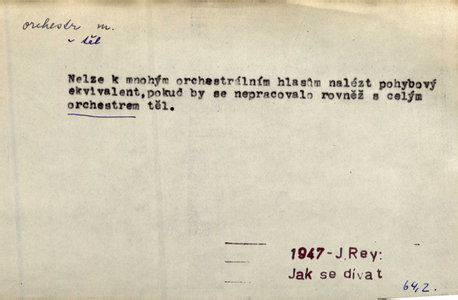 orchestr m.
~ těl
Nelze k mnohým orchestrálním hlasům nalézt pohybový
ekvivalent,pokud by se nepracovalo rovněž s celým
orchestrem těl.
1947-J.Rey:
Jak se dívat
64,2.